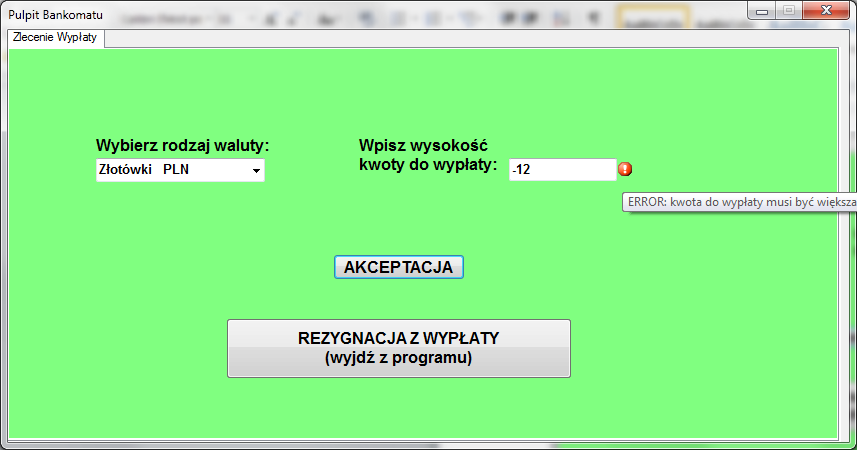 Pulpit Bankomatu
Zlecenie Wypłaty
Wybierz rodzaj waluty:
Złotówki PLN
Wpisz wysokość
kwoty do wypłaty:
-12
ERROR: kwota do wypłaty musi być większa
AKCEPTACJA
REZYGNACJA Z WYPŁATY
(wyjdź z programu)